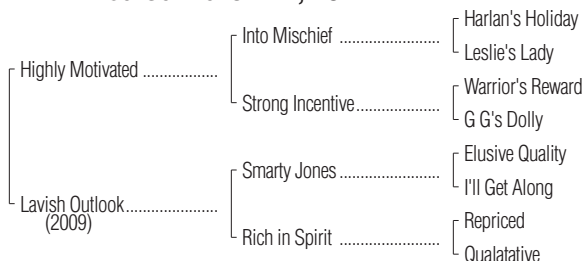 Harlan's Holiday
Into Mischief ......................
Leslie's Lady
Highly Motivated .................
Warrior's Reward
Strong Incentive ..................
G G's Dolly
Elusive Quality
Smarty Jones ......................
I'll Get Along
Lavish Outlook ....................
(2009)
Repriced
Rich in Spirit ......................
Qualatative